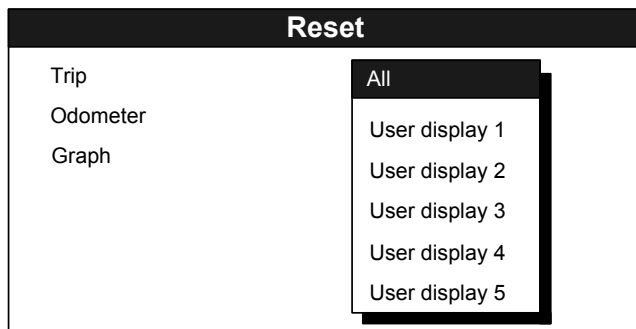 Reset
Trip
Odometer
Graph
All
User display 1
User display 2
User display 3
User display 4
User display 5